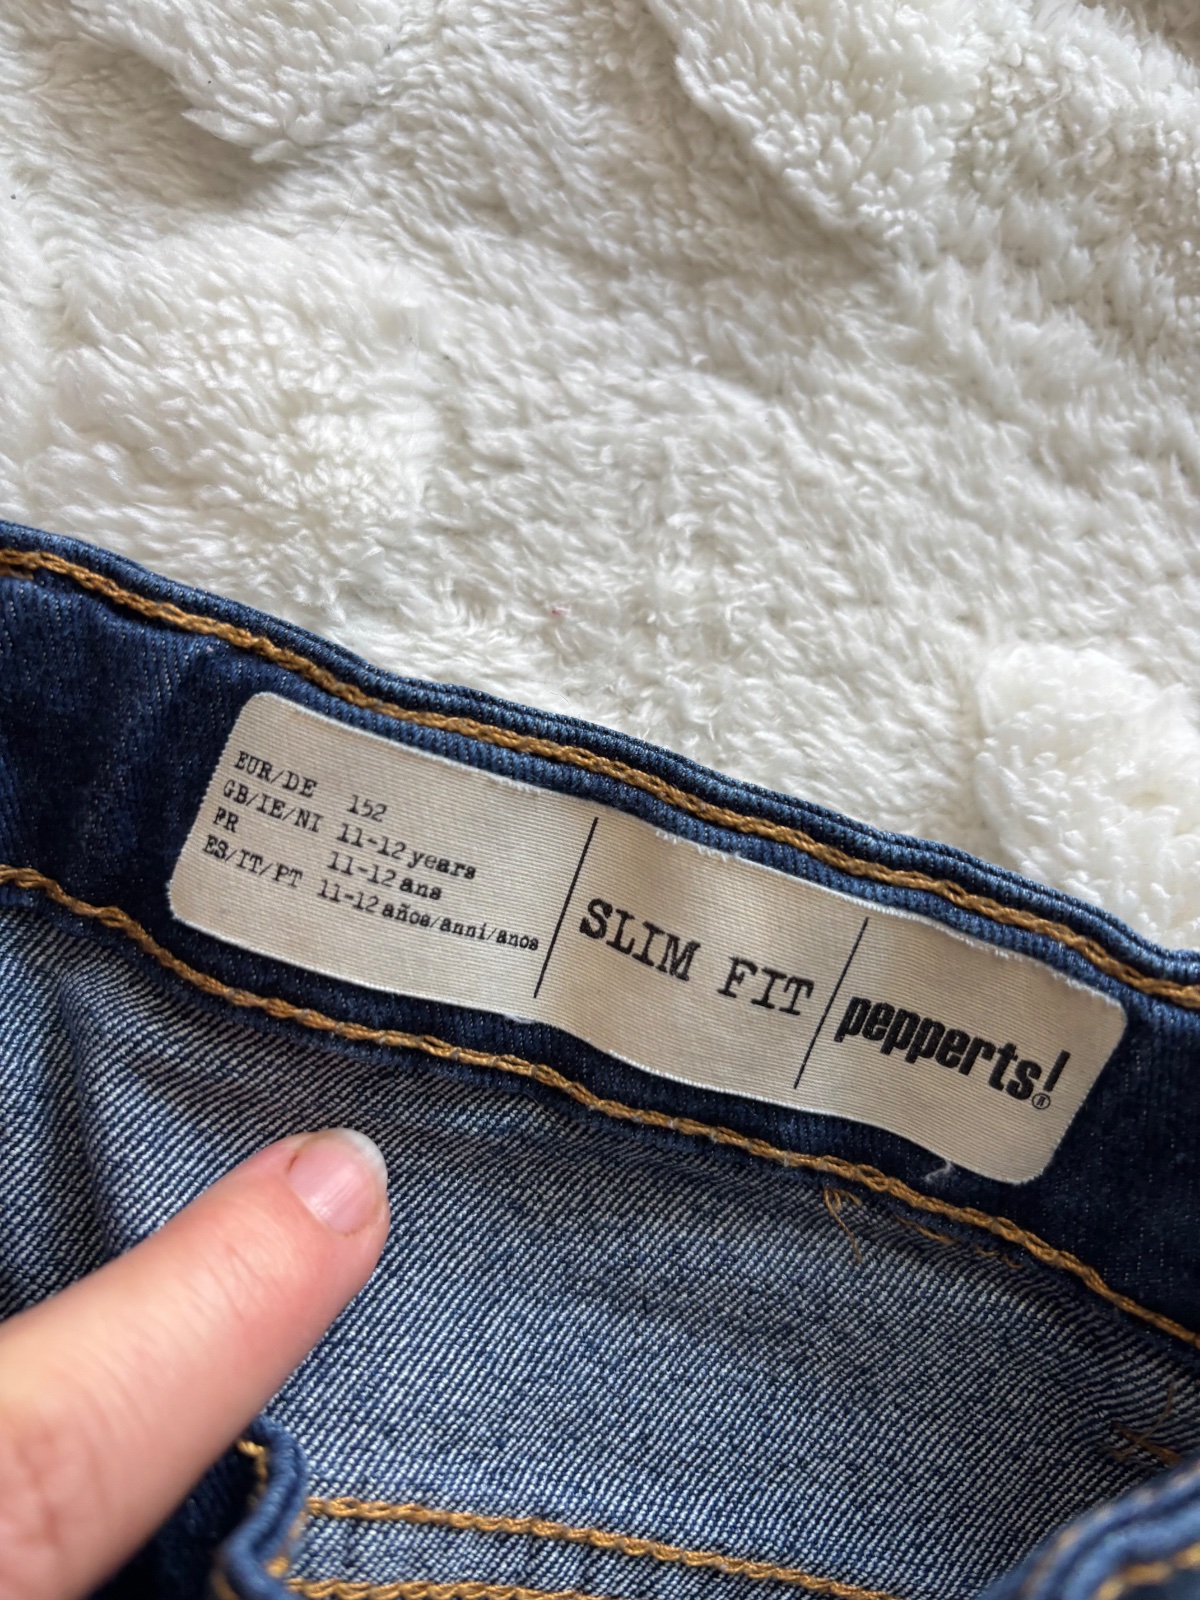 EUR/DE 152
GB/IE/NI 11-12 years
FR 11-12 ans
ES/IT/PT 11-12 años/anni/anos
SLIM FIT
pepperts!®